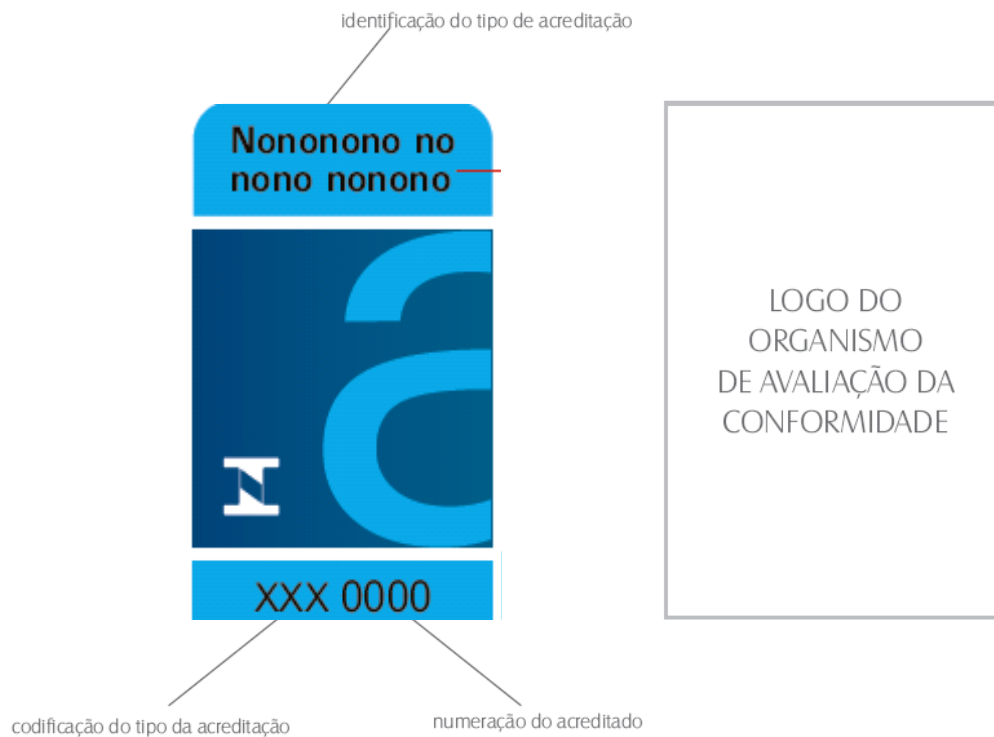 identificação do tipo de acreditação
Nononono no
nono nonono
LOGO DO
ORGANISMO
DE AVALIAÇÃO DA
CONFORMIDADE
XXX 0000
codificação do tipo da acreditação
numeração do acreditado